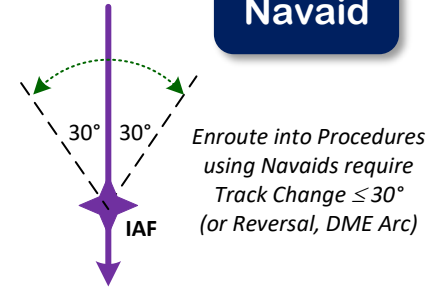 Navaid
30° 30°
Enroute into Procedures
using Navaids require
Track Change ≤ 30°
(or Reversal, DME Arc)
IAF